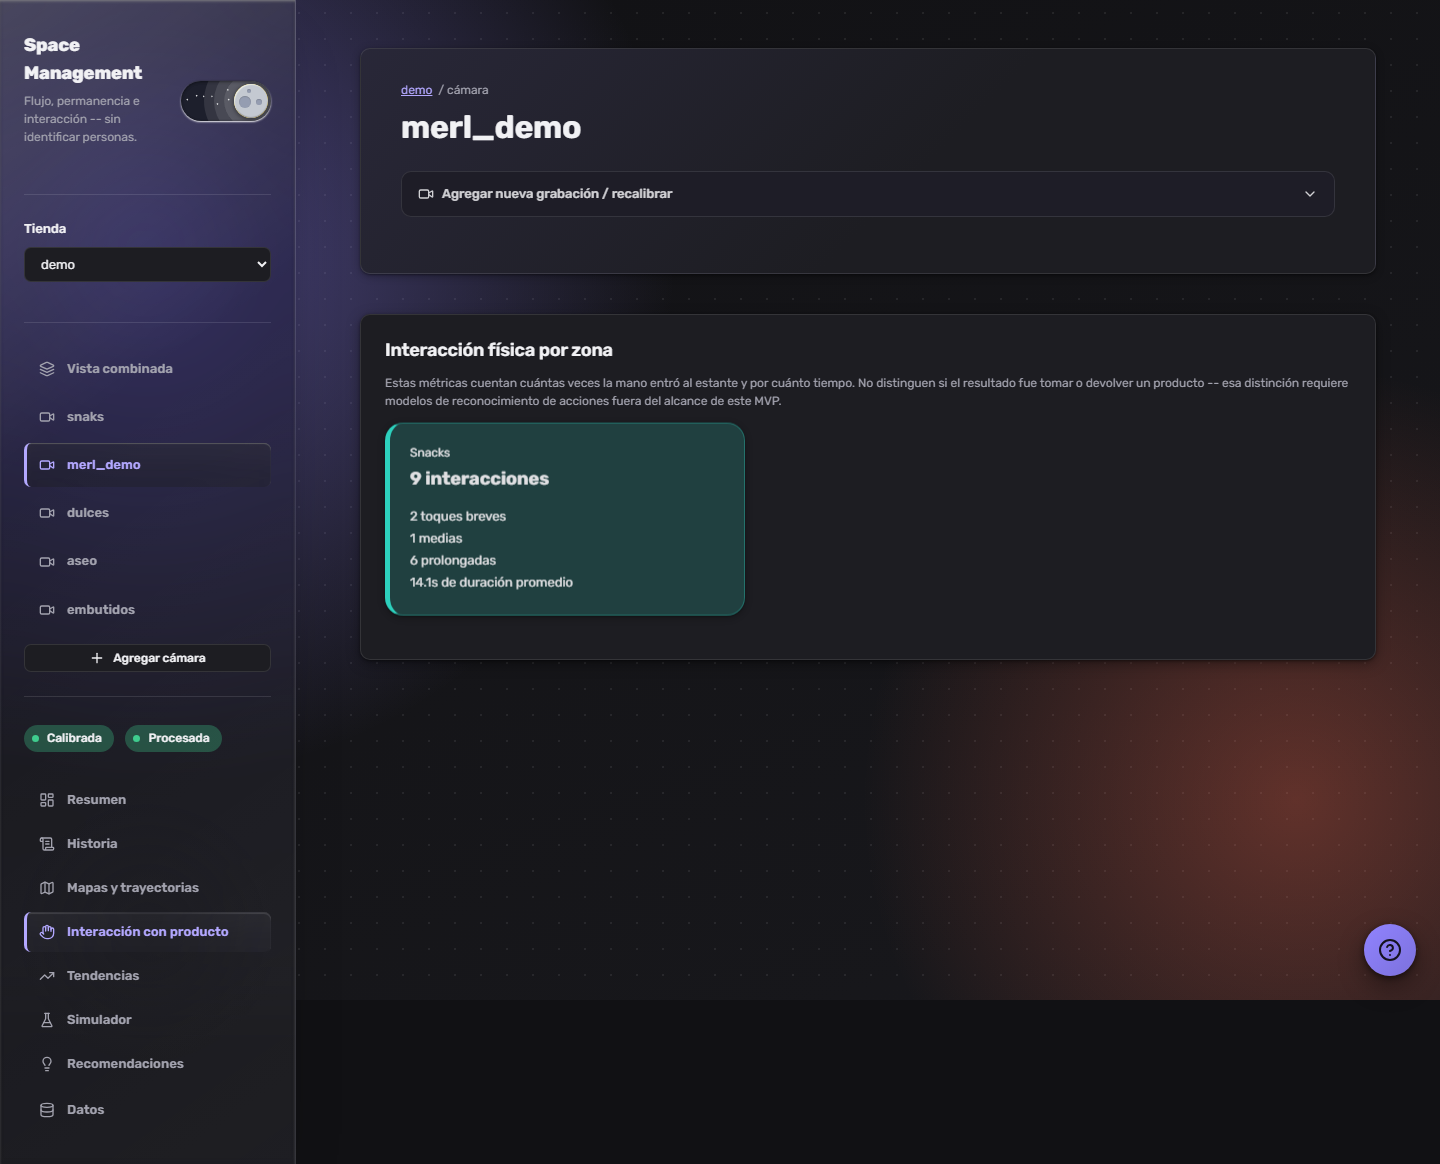 Space
Management
Flujo, permanencia e
interacción -- sin
identificar personas.
Tienda
demo
Vista combinada
snaks
merl_demo
dulces
aseo
embutidos
Agregar cámara
Calibrada
Procesada
Resumen
Historia
Mapas y trayectorias
Interacción con producto
Tendencias
Simulador
Recomendaciones
Datos
demo / cámara
merl_demo
Agregar nueva grabación / recalibrar
Interacción física por zona
Estas métricas cuentan cuántas veces la mano entró al estante y por cuánto tiempo. No distinguen si el resultado fue tomar o devolver un producto -- esa distinción requiere
modelos de reconocimiento de acciones fuera del alcance de este MVP.
Snacks
9 interacciones
2 toques breves
1 medias
6 prolongadas
14.1s de duración promedio